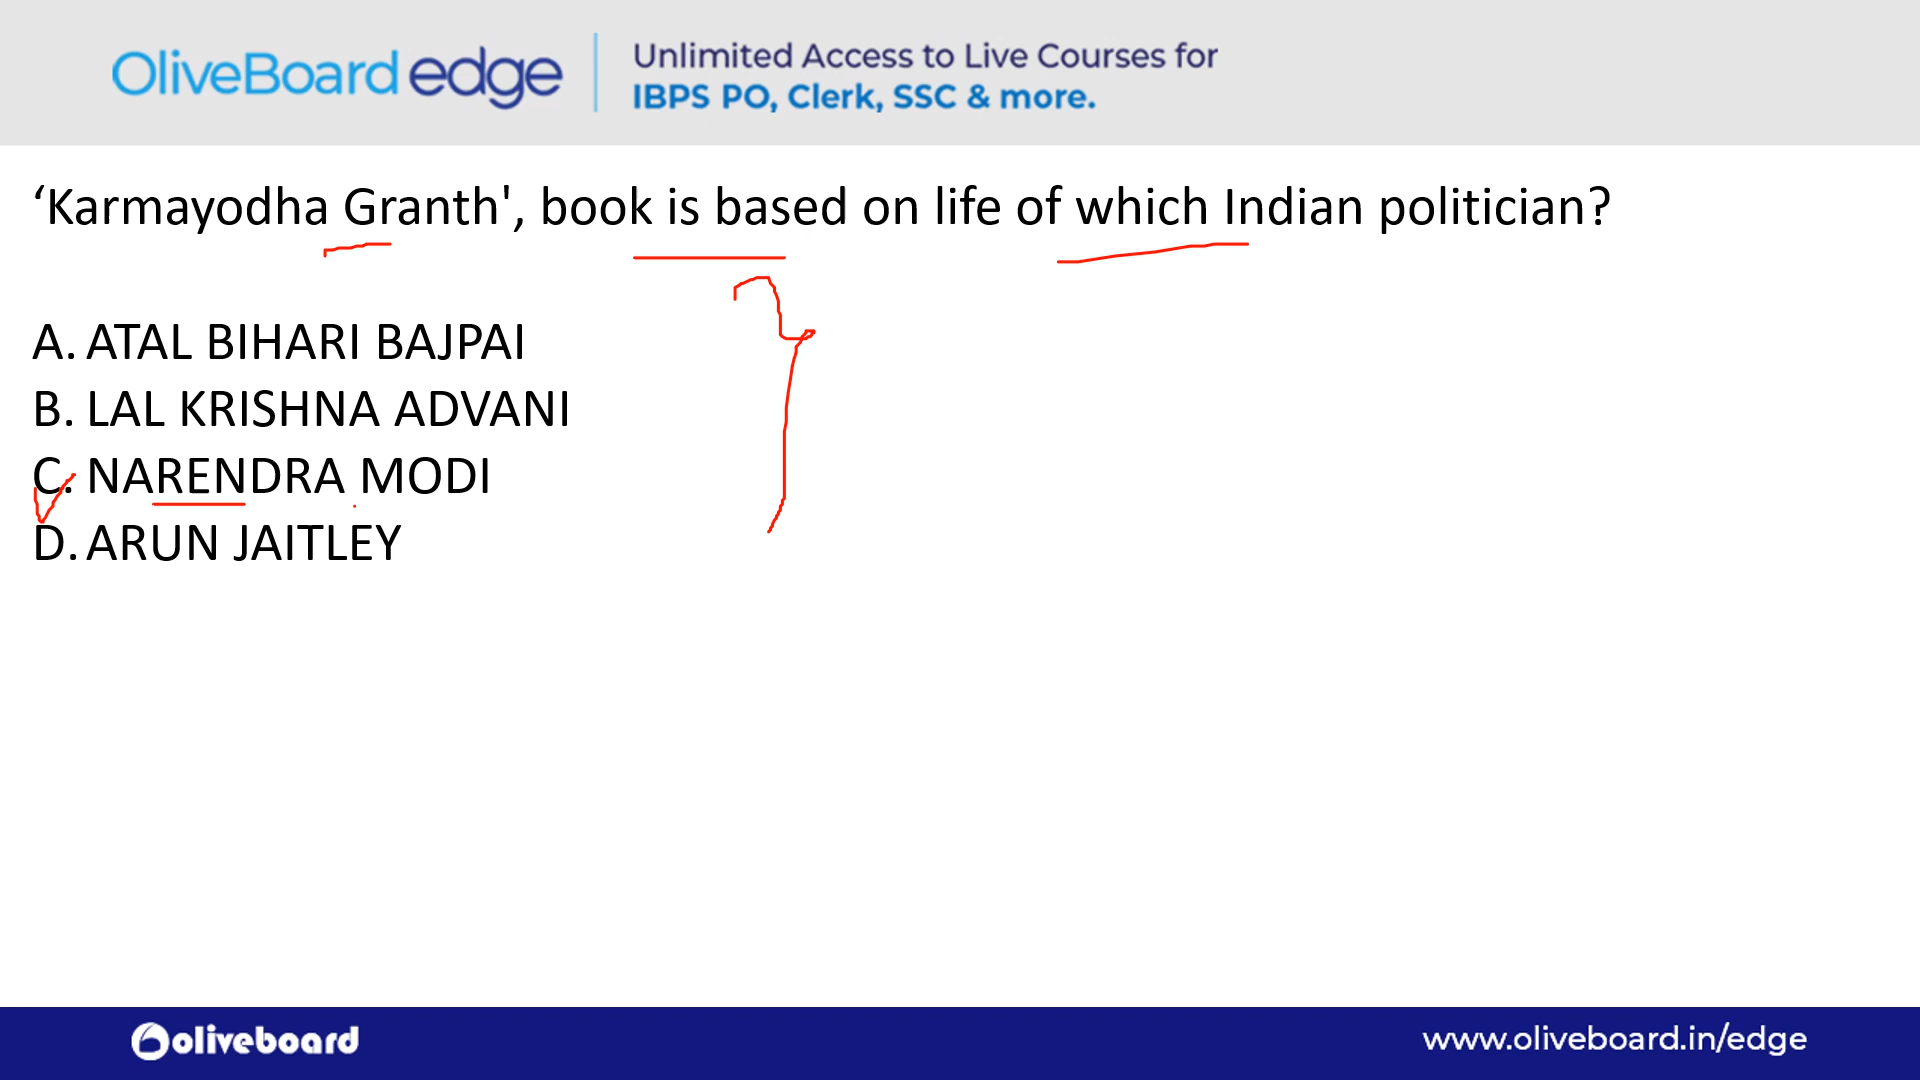 OliveBoard edge
Unlimited Access to Live Courses for
IBPS PO, Clerk, SSC & more.
‘Karmayodha Granth', book is based on life of which Indian politician?
A. ATAL BIHARI BAJPAI
B. LAL KRISHNA ADVANI
C. NARENDRA MODI
D. ARUN JAITLEY
oliveboard
www.oliveboard.in/edge